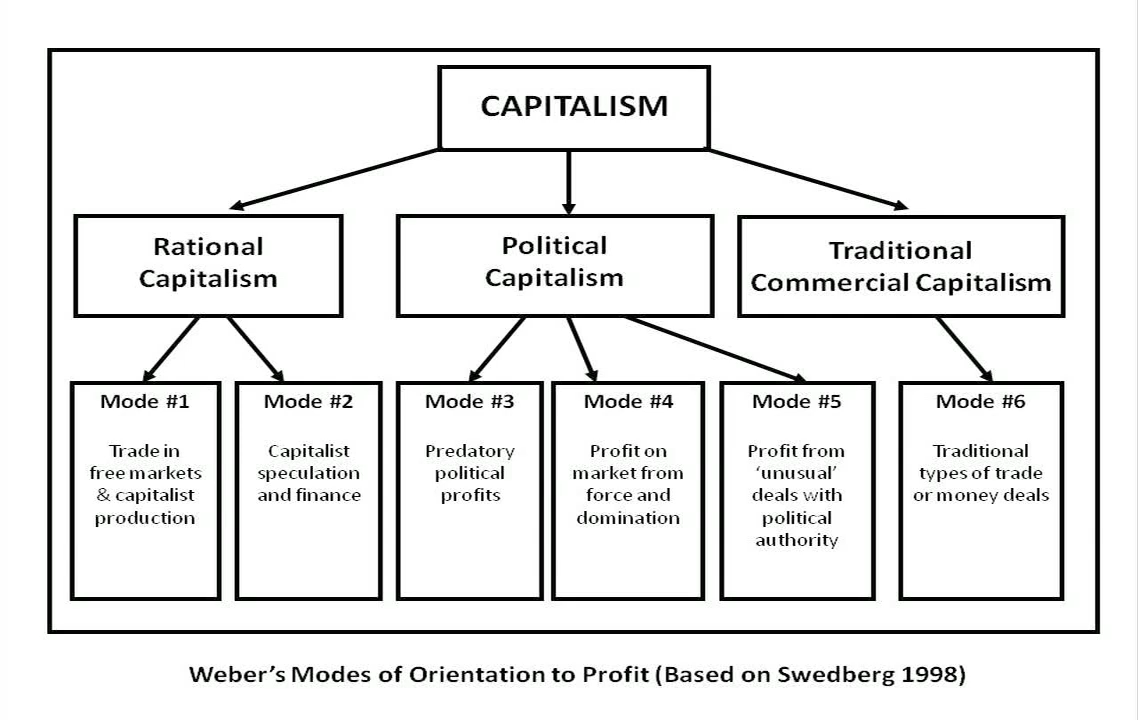 CAPITALISM
Rational
Capitalism
Political
Capitalism
Traditional
Commercial Capitalism
Mode #1
Trade in
free markets
& capitalist
production
Mode #2
Capitalist
speculation
and finance
Mode #3
Predatory
political
profits
Mode #4
Profit on
market from
force and
domination
Mode #5
Profit from
‘unusual’
deals with
political
authority
Mode #6
Traditional
types of trade
or money deals
Weber’s Modes of Orientation to Profit (Based on Swedberg 1998)